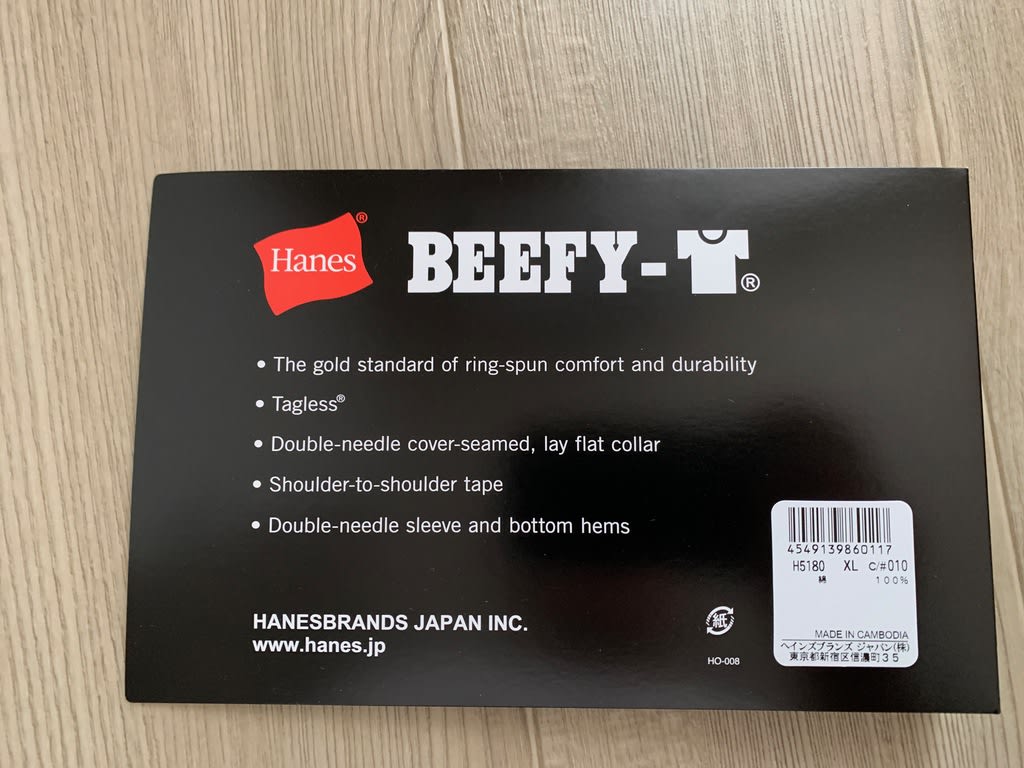 Hanes®
BEEFY-T®
• The gold standard of ring-spun comfort and durability
• Tagless®
• Double-needle cover-seamed, lay flat collar
• Shoulder-to-shoulder tape
• Double-needle sleeve and bottom hems
HANESBRANDS JAPAN INC.
www.hanes.jp
紙
HO-008
4549139860117
H5180 XL C/#010
綿 100%
MADE IN CAMBODIA
ヘインズブランズ ジャパン(株)
東京都新宿区信濃町35